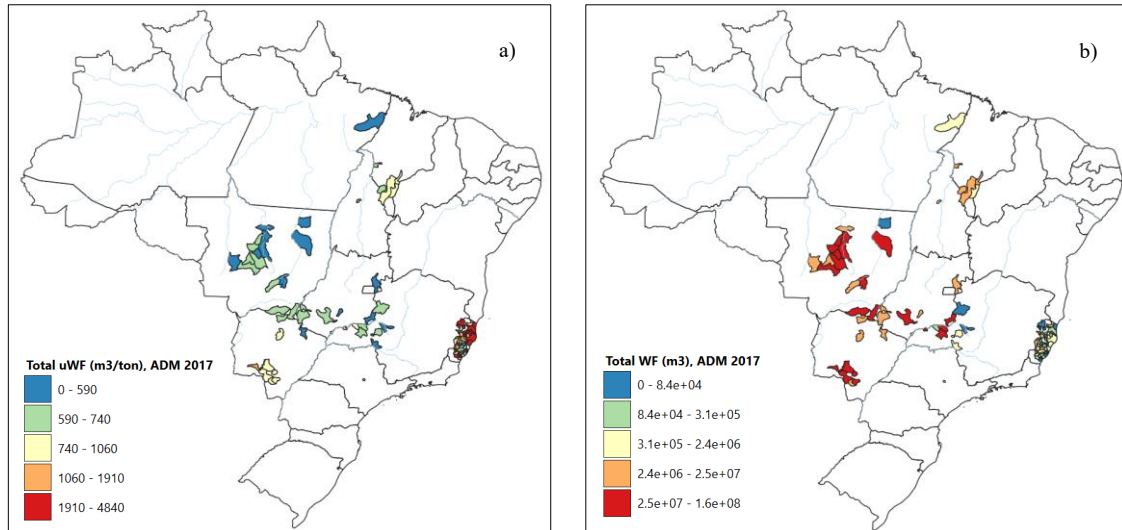 a)
Total uWF (m3/ton), ADM 2017
0 - 590
590 - 740
740 - 1060
1060 - 1910
1910 - 4840
b)
Total WF (m3), ADM 2017
0 - 8.4e+04
8.4e+04 - 3.1e+05
3.1e+05 - 2.4e+06
2.4e+06 - 2.5e+07
2.5e+07 - 1.6e+08